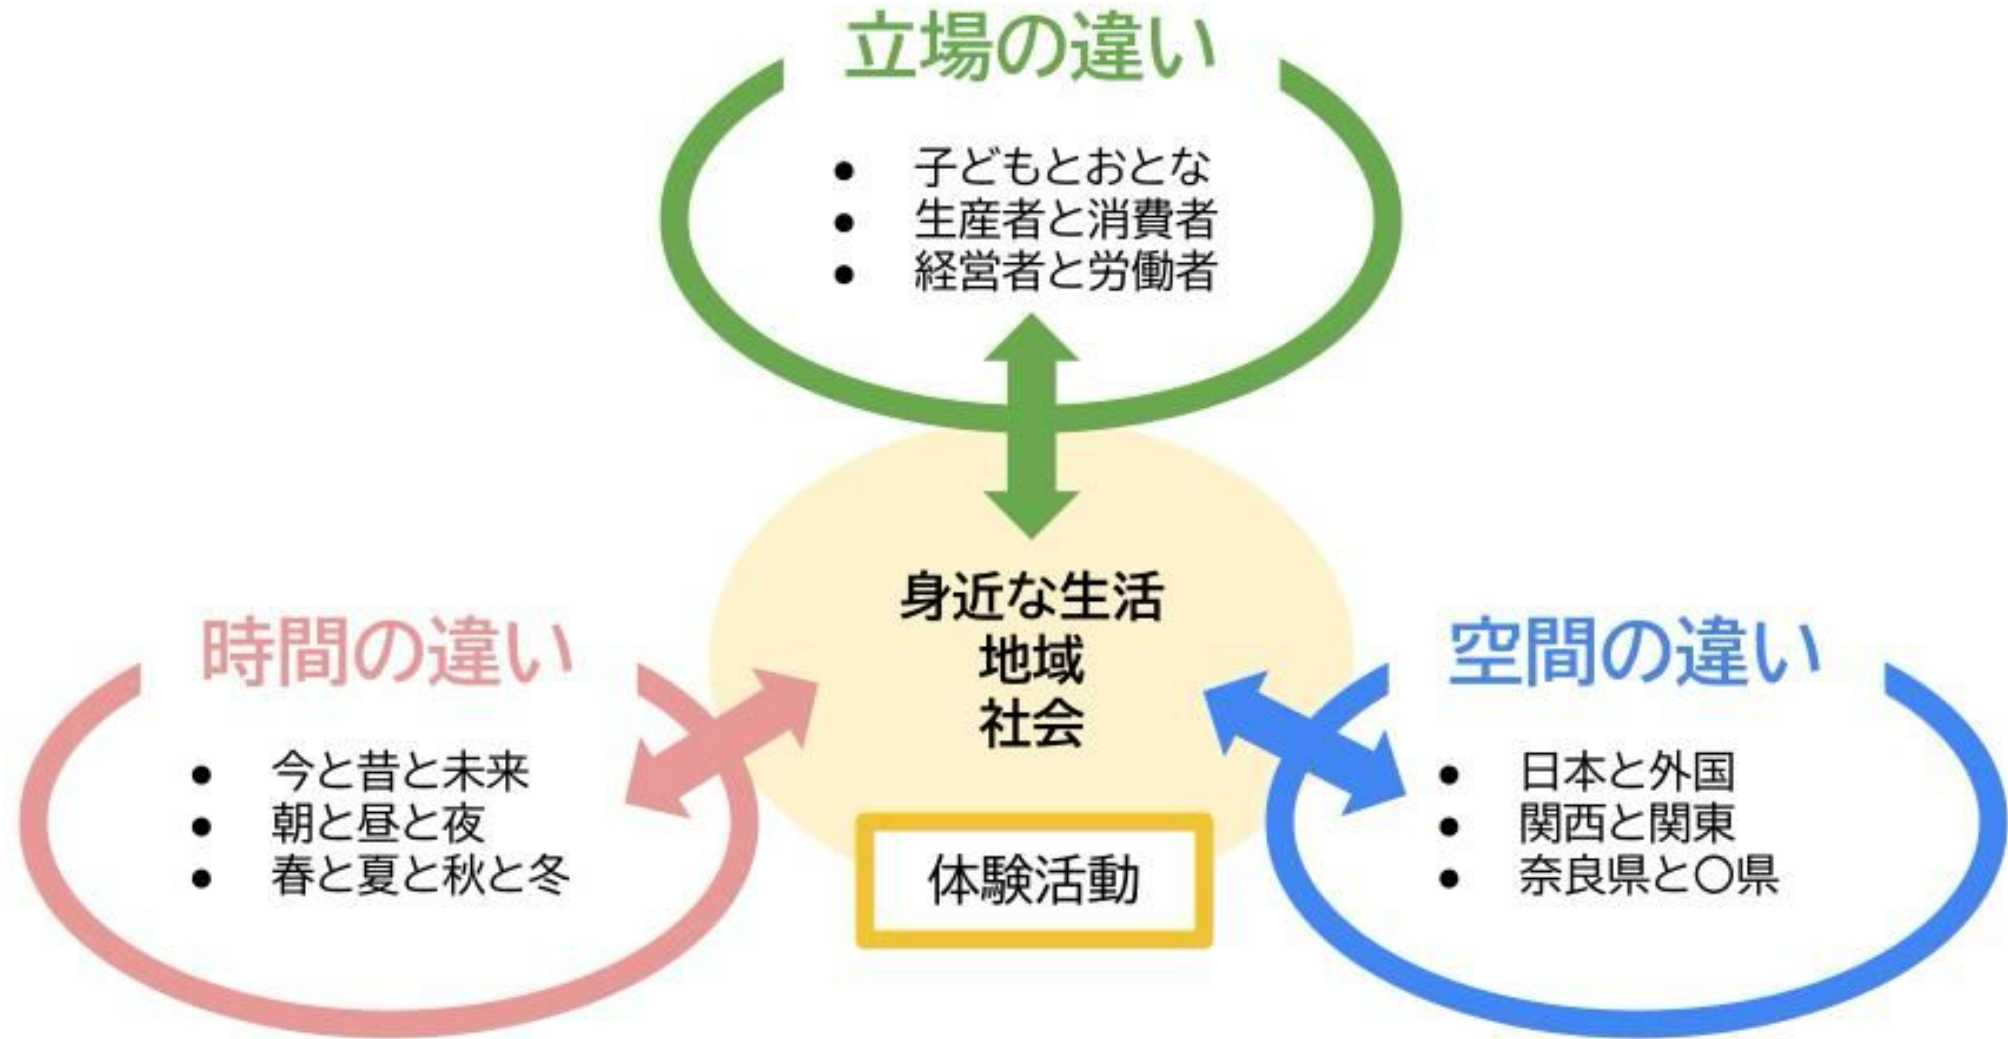 立場の違い
● 子どもとおとな
● 生産者と消費者
● 経営者と労働者
身近な生活
地域
社会
体験活動
時間の違い
● 今と昔と未来
● 朝と昼と夜
● 春と夏と秋と冬
空間の違い
● 日本と外国
● 関西と関東
● 奈良県と〇県